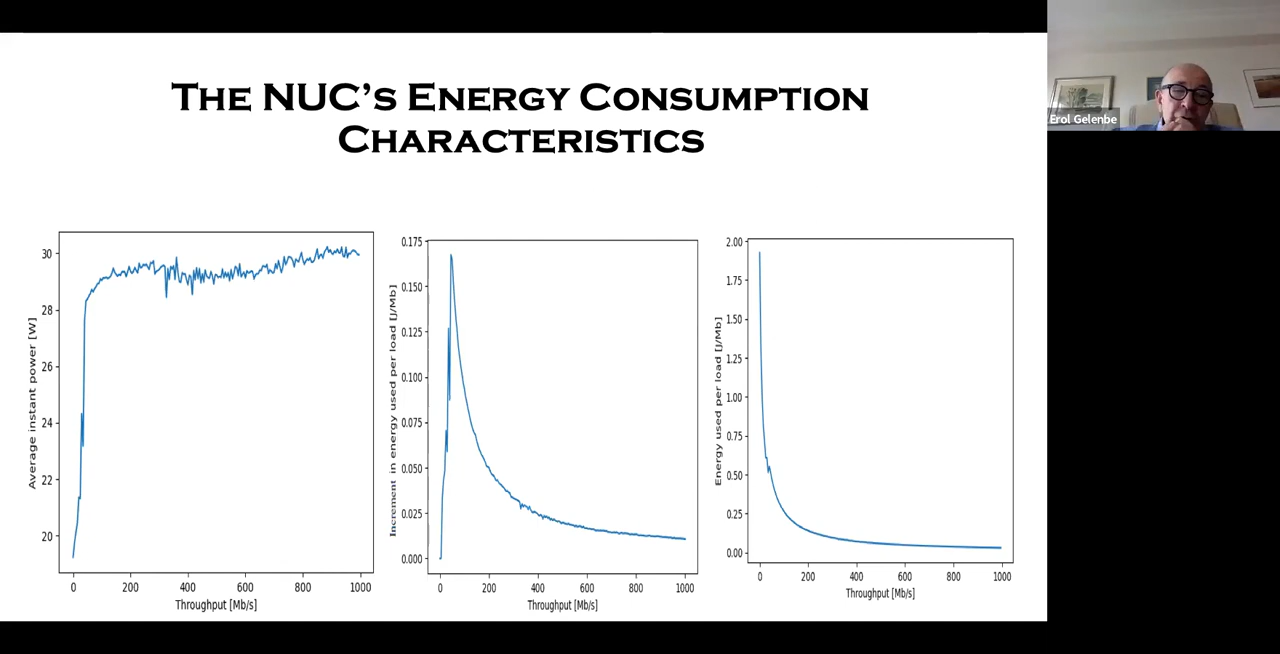 THE NUC'S ENERGY CONSUMPTION
CHARACTERISTICS
Erol Gelenbe
30
28
26
24
22
20
Average instant power [W]
0 200 400 600 800 1000
Throughput [Mb/s]
0.175
0.150
0.125
0.100
0.075
0.050
0.025
0.000
Increment in energy used per load [J/Mb]
0 200 400 600 800 1000
Throughput [Mb/s]
2.00
1.75
1.50
1.25
1.00
0.75
0.50
0.25
0.00
Energy used per load [J/Mb]
0 200 400 600 800 1000
Throughput [Mb/s]